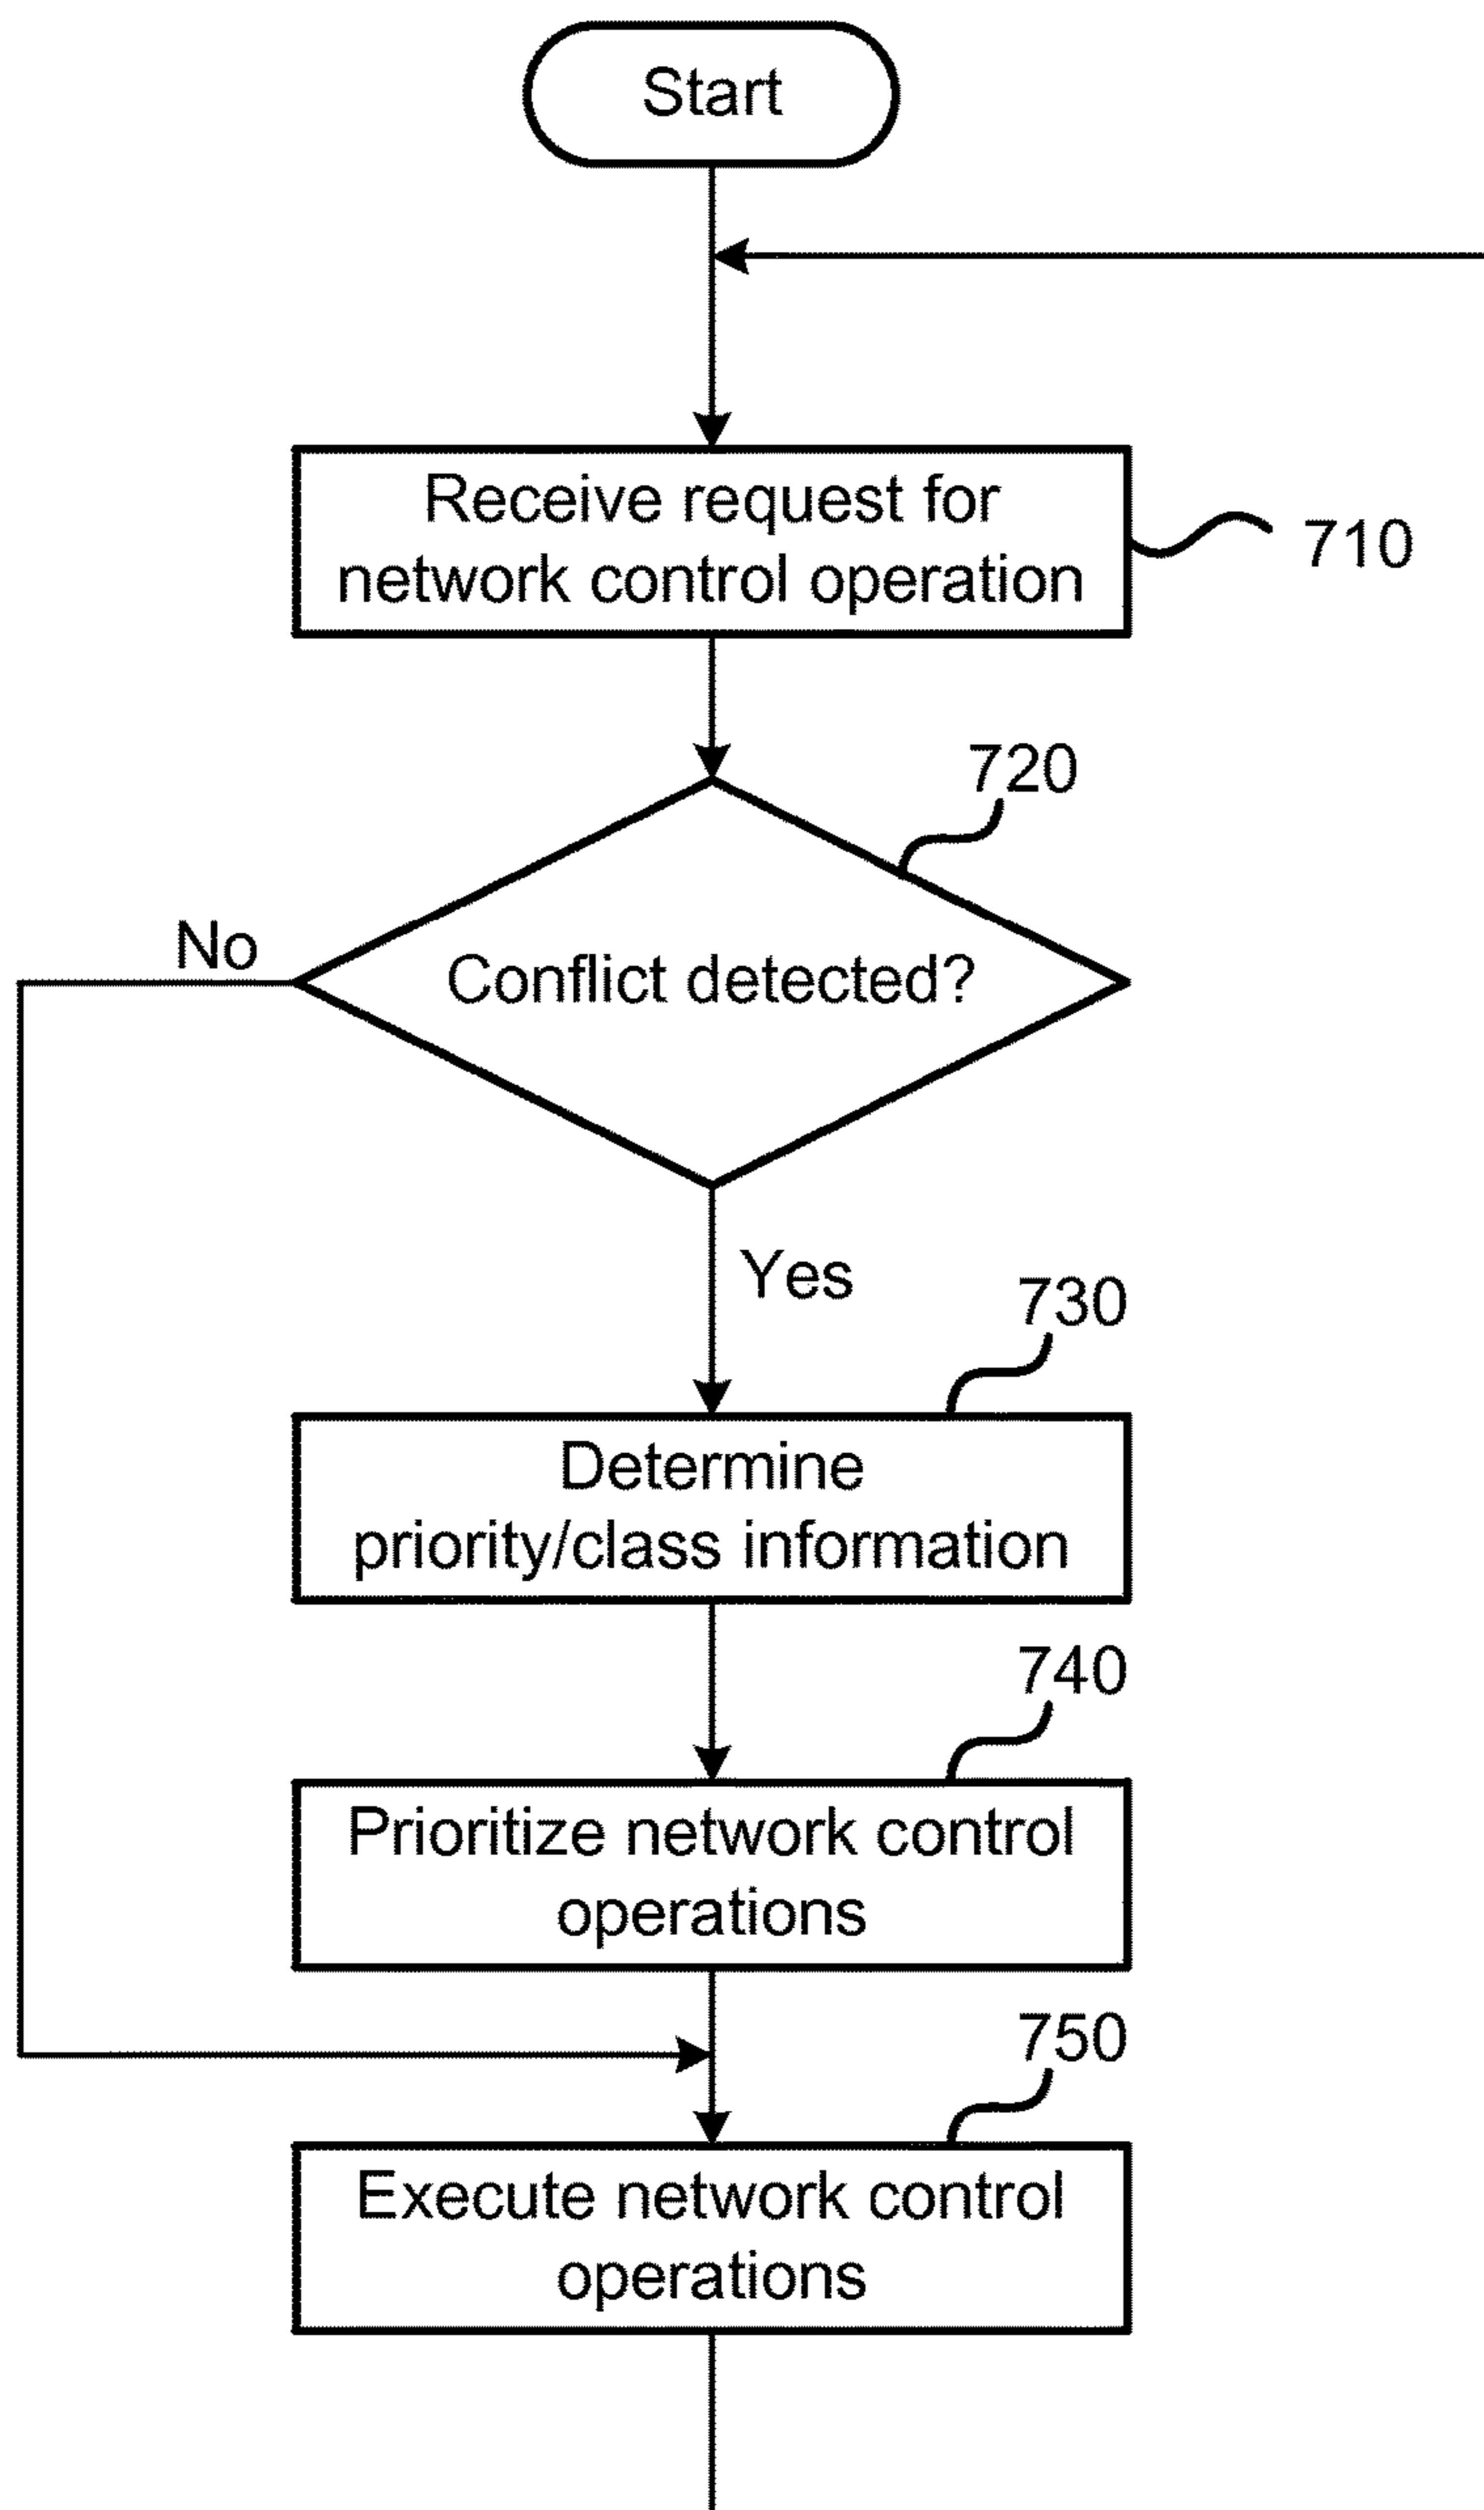 Start
Receive request for
network control operation
710
720
No
Conflict detected?
Yes
730
Determine
priority/class information
740
Prioritize network control
operations
750
Execute network control
operations